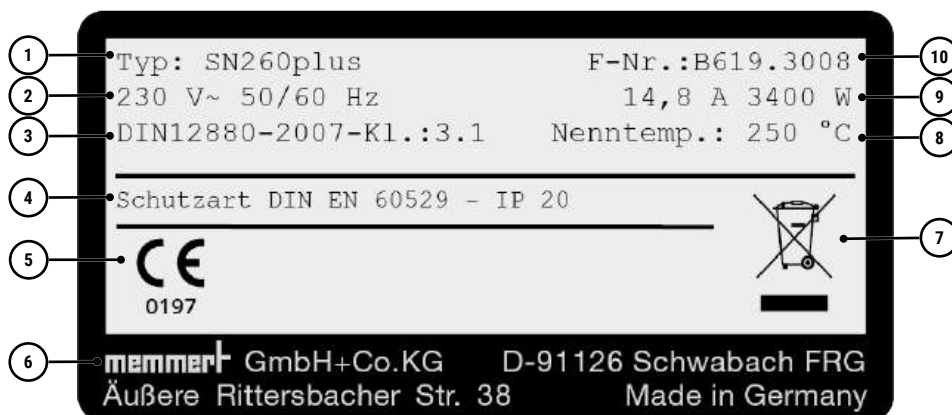 1 Typ: SN260plus F-Nr.:B619.3008 10
2 230 V~ 50/60 Hz 14,8 A 3400 W 9
3 DIN12880-2007-Kl.:3.1 Nenntemp.: 250 °C 8
4 Schutzart DIN EN 60529 - IP 20
5 CE 7
0197
6 memmert GmbH+Co.KG D-91126 Schwabach FRG
Äußere Rittersbacher Str. 38 Made in Germany